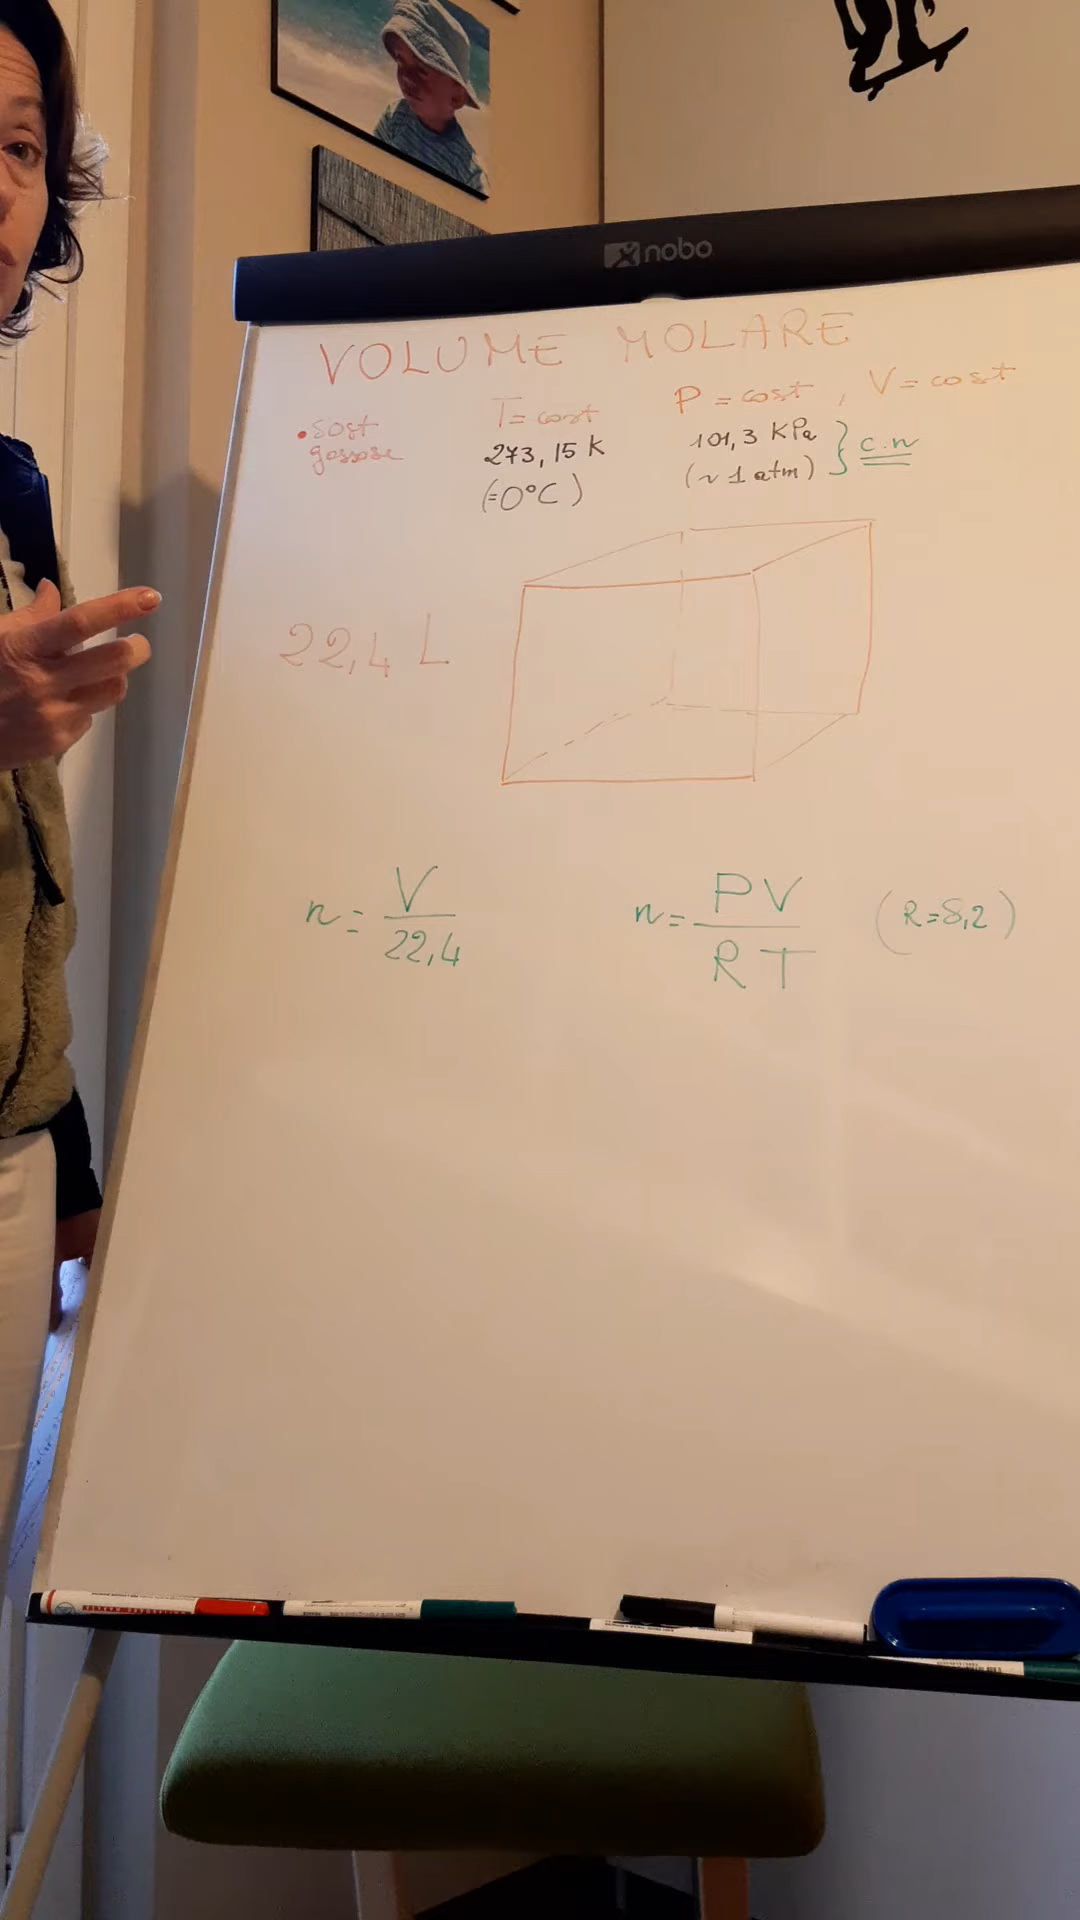 nobo
VOLUME MOLARE
• sost gassose
T = cost
273,15 K
(=0°C)
P = cost , V = cost
101,3 KPa
(~ 1 atm)
} c.n
22,4 L
n = V / 22,4
n = PV / RT
(R=8,2)